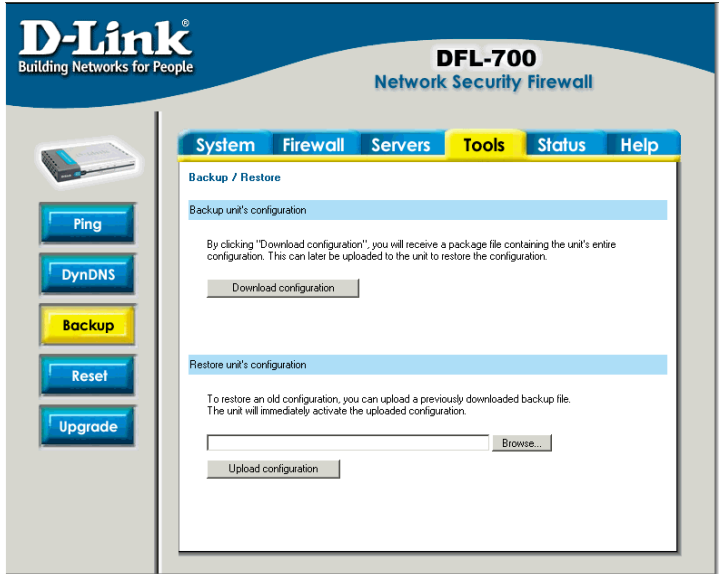 D-Link®
Building Networks for People
DFL-700
Network Security Firewall
System Firewall Servers Tools Status Help
Ping
DynDNS
Backup
Reset
Upgrade
Backup / Restore
Backup unit's configuration
By clicking "Download configuration", you will receive a package file containing the unit's entire
configuration. This can later be uploaded to the unit to restore the configuration.
Download configuration
Restore unit's configuration
To restore an old configuration, you can upload a previously downloaded backup file.
The unit will immediately activate the uploaded configuration.
Browse...
Upload configuration